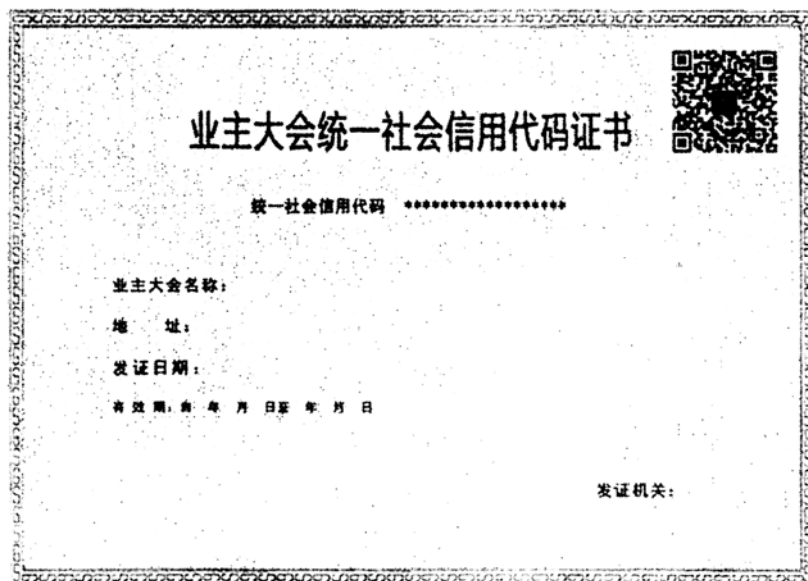 业主大会统一社会信用代码证书
统一社会信用代码 ******************
业主大会名称：
地 址：
发证日期：
有 效 期：自 年 月 日至 年 月 日
发证机关：